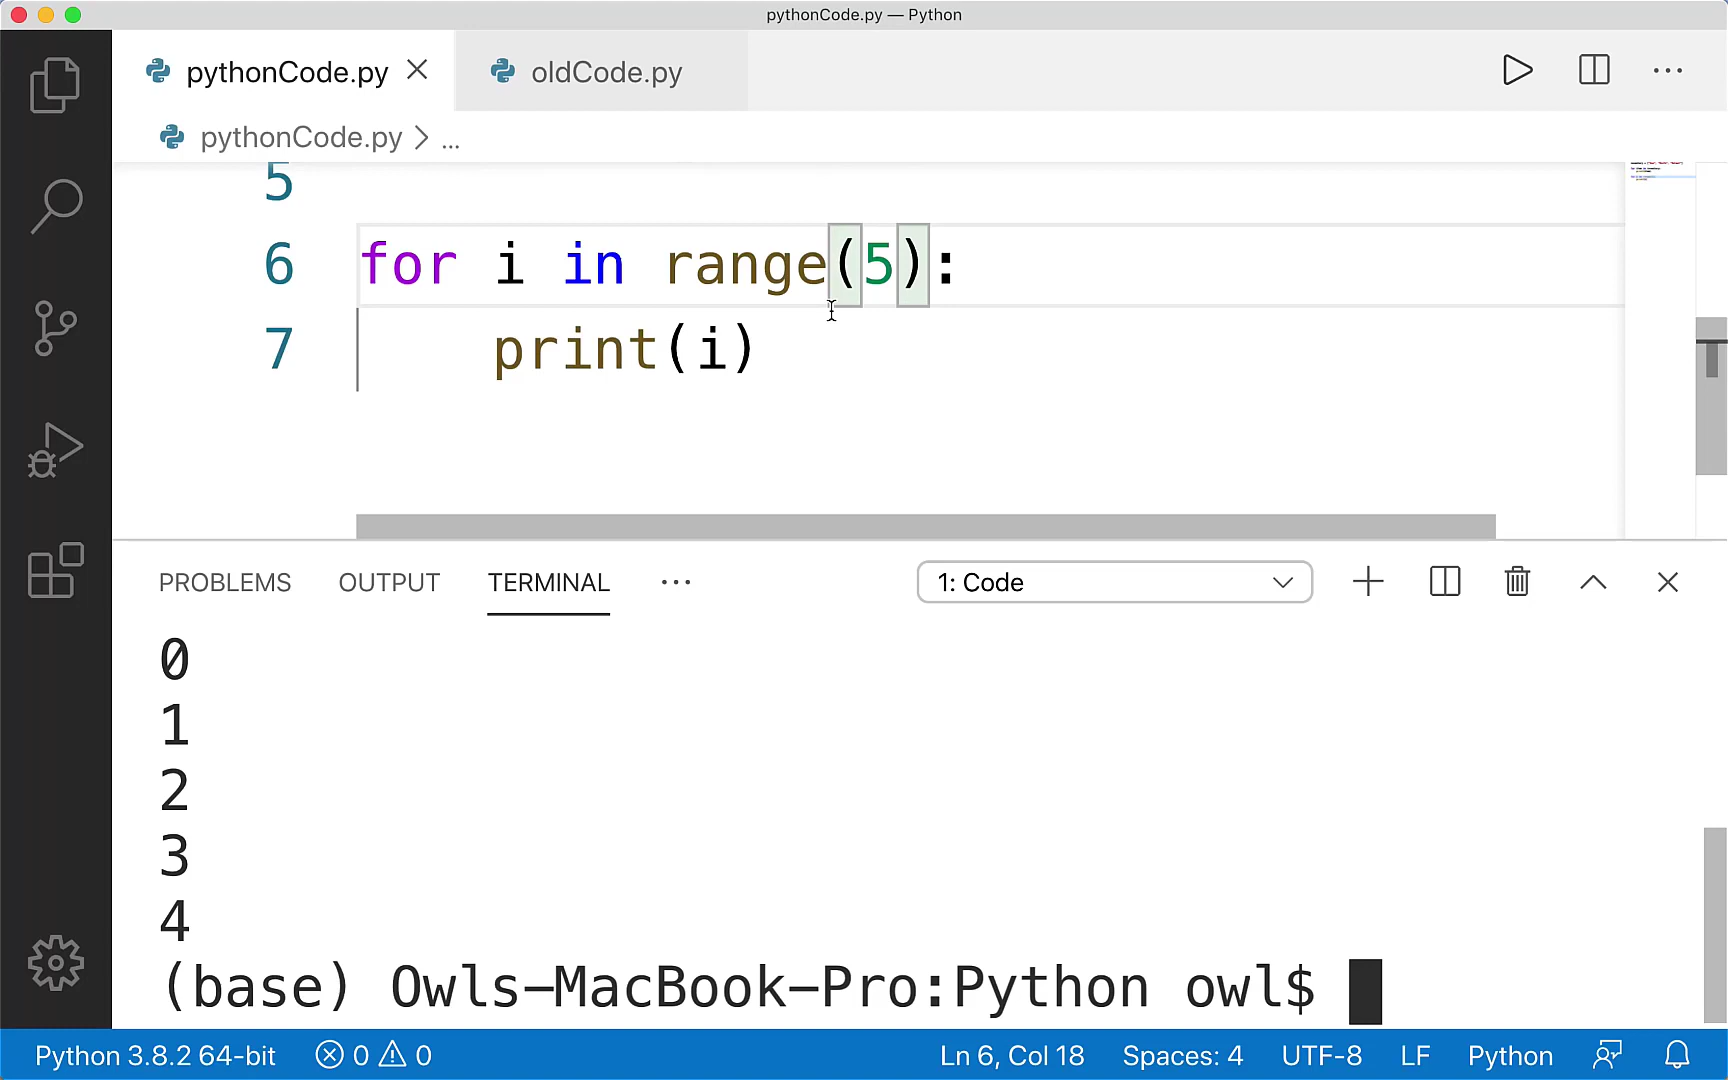 pythonCode.py — Python
pythonCode.py
oldCode.py
pythonCode.py > ...
5
6 for i in range(5):
7     print(i)
PROBLEMS OUTPUT TERMINAL ... 1: Code
0
1
2
3
4
(base) Owls-MacBook-Pro:Python owl$
Python 3.8.2 64-bit 0 0 Ln 6, Col 18 Spaces: 4 UTF-8 LF Python